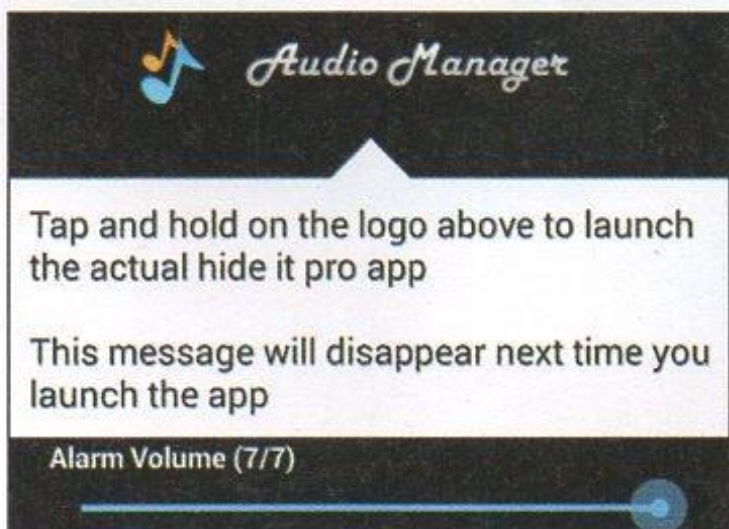 Audio Manager
Tap and hold on the logo above to launch
the actual hide it pro app
This message will disappear next time you
launch the app
Alarm Volume (7/7)